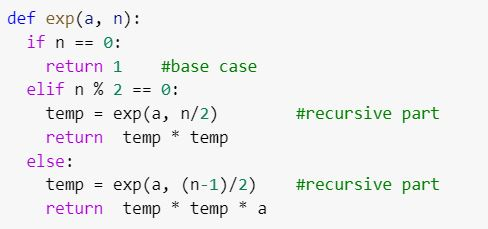 def exp(a, n):
  if n == 0:
    return 1    #base case
  elif n % 2 == 0:
    temp = exp(a, n/2)        #recursive part
    return  temp * temp
  else:
    temp = exp(a, (n-1)/2)    #recursive part
    return  temp * temp * a